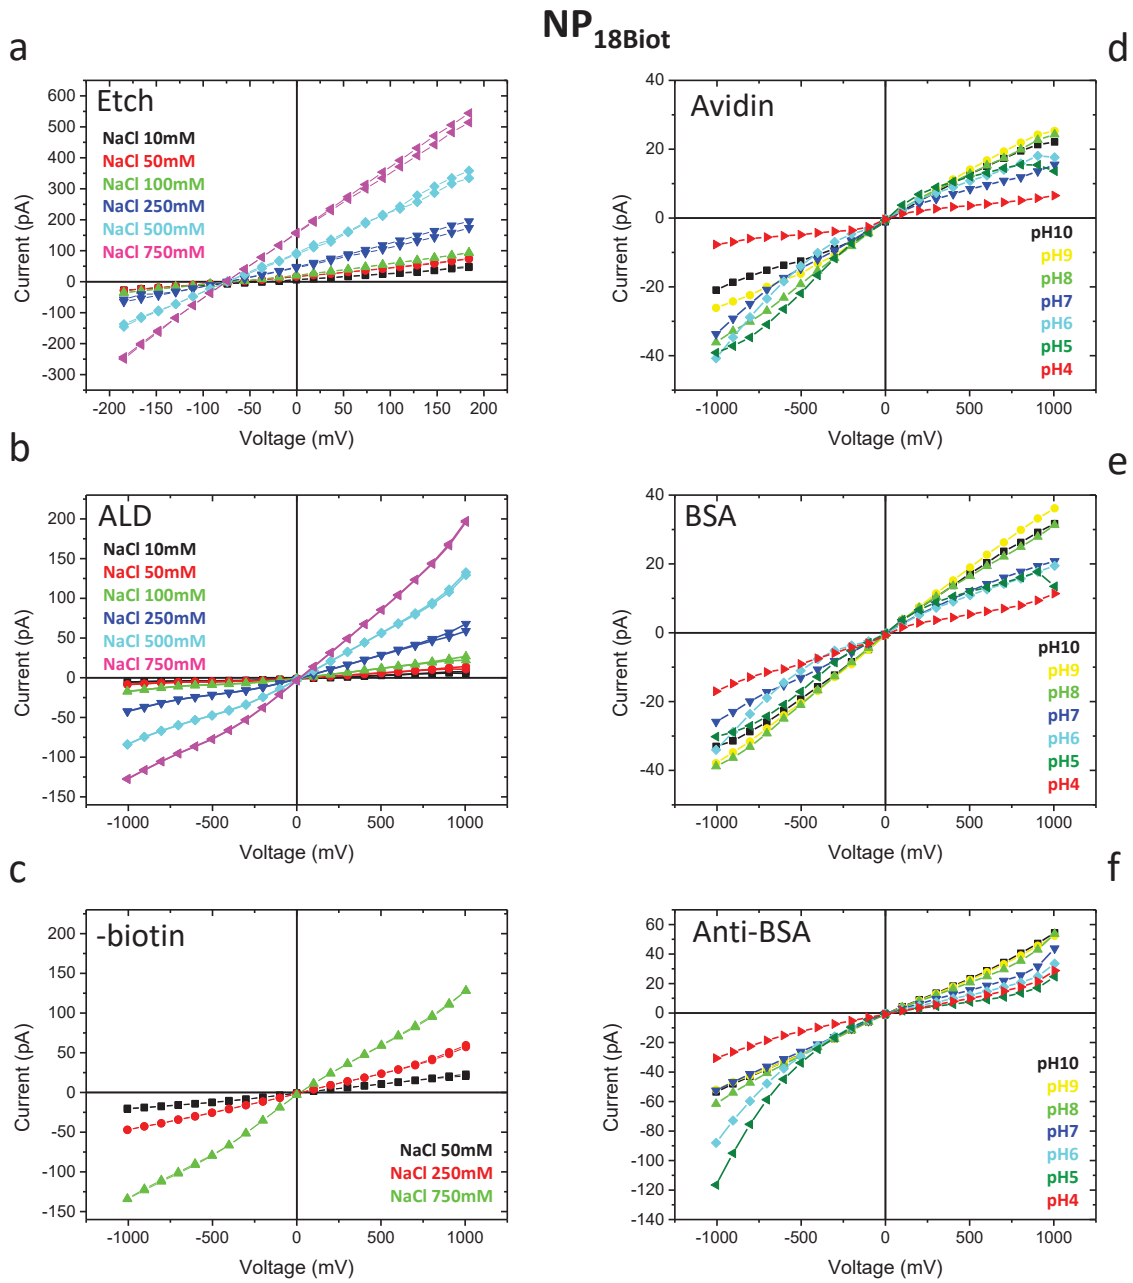 NP18Biot
a
Etch
NaCl 10mM
NaCl 50mM
NaCl 100mM
NaCl 250mM
NaCl 500mM
NaCl 750mM
600
500
400
300
200
100
0
-100
-200
-300
Current (pA)
-200 -150 -100 -50 0 50 100 150 200
Voltage (mV)
b
ALD
NaCl 10mM
NaCl 50mM
NaCl 100mM
NaCl 250mM
NaCl 500mM
NaCl 750mM
200
150
100
50
0
-50
-100
-150
Current (pA)
-1000 -500 0 500 1000
Voltage (mV)
c
-biotin
200
150
100
50
0
-50
-100
-150
Current (pA)
NaCl 50mM
NaCl 250mM
NaCl 750mM
-1000 -500 0 500 1000
Voltage (mV)
d
Avidin
40
20
0
-20
-40
Current (pA)
pH10
pH9
pH8
pH7
pH6
pH5
pH4
-1000 -500 0 500 1000
Voltage (mV)
e
BSA
40
20
0
-20
-40
Current (pA)
pH10
pH9
pH8
pH7
pH6
pH5
pH4
-1000 -500 0 500 1000
Voltage (mV)
f
Anti-BSA
60
40
20
0
-20
-40
-60
-80
-100
-120
-140
Current (pA)
pH10
pH9
pH8
pH7
pH6
pH5
pH4
-1000 -500 0 500 1000
Voltage (mV)